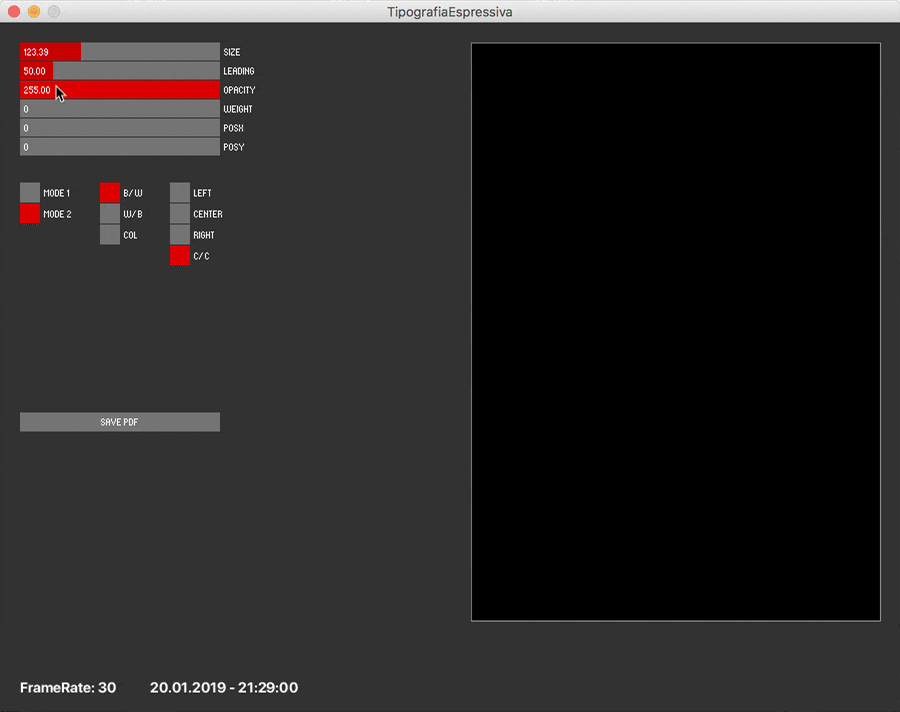 TipografiaEspressiva
123.39 SIZE
50.00 LEADING
255.00 OPACITY
0 WEIGHT
0 POSX
0 POSY
MODE 1 B/W LEFT
MODE 2 W/B CENTER
COL RIGHT
C/C
SAVE PDF
FrameRate: 30 20.01.2019 - 21:29:00